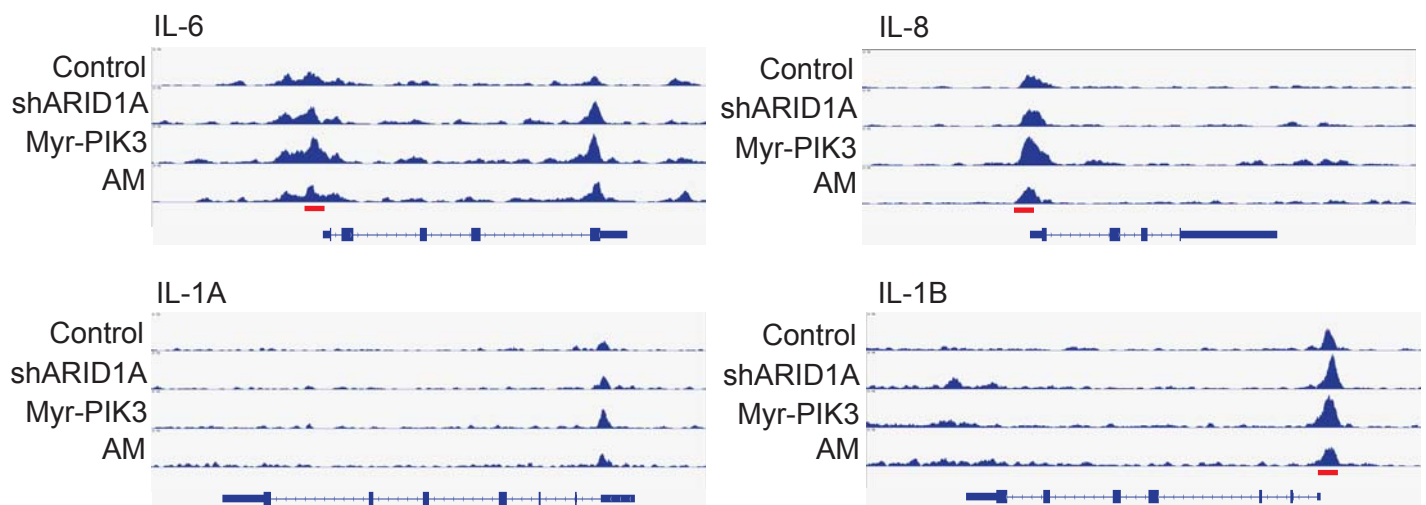 IL-6
Control
shARID1A
Myr-PIK3
AM
IL-8
Control
shARID1A
Myr-PIK3
AM
IL-1A
Control
shARID1A
Myr-PIK3
AM
IL-1B
Control
shARID1A
Myr-PIK3
AM